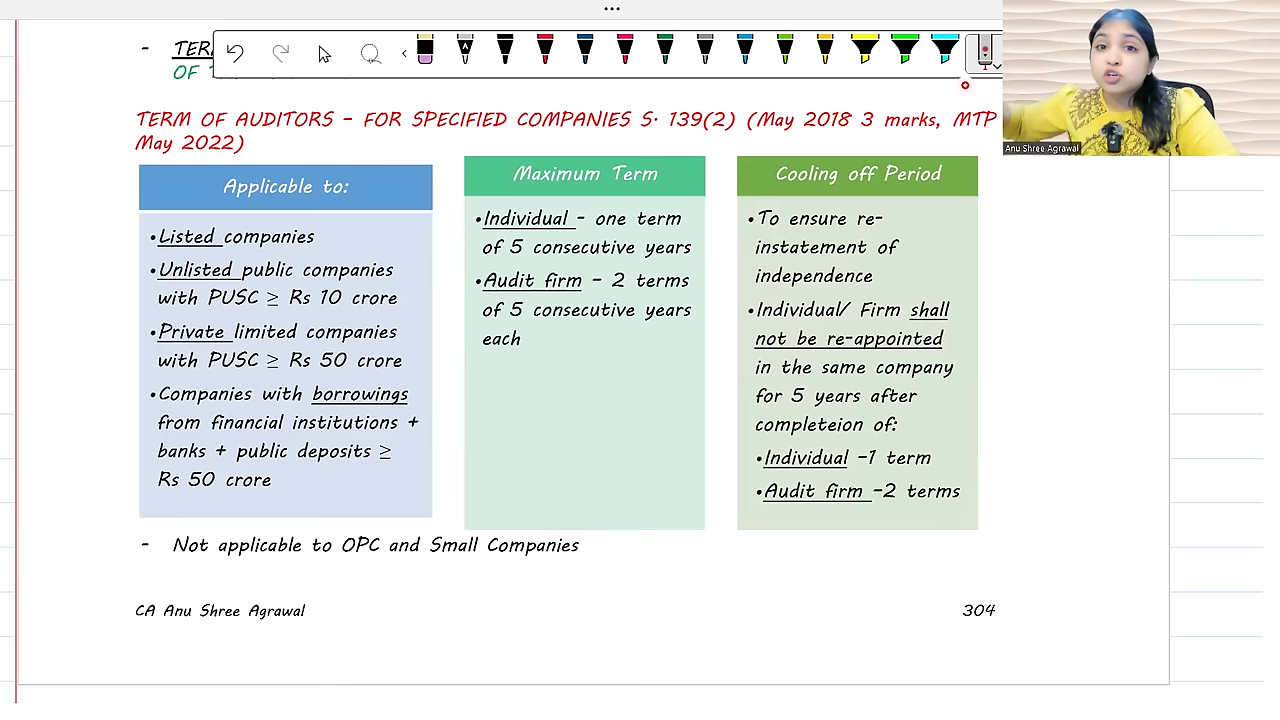 ...
- TER
OF T
TERM OF AUDITORS – FOR SPECIFIED COMPANIES S. 139(2) (May 2018 3 marks, MTP
May 2022)
Applicable to:
•Listed companies
•Unlisted public companies
with PUSC ≥ Rs 10 crore
•Private limited companies
with PUSC ≥ Rs 50 crore
•Companies with borrowings
from financial institutions +
banks + public deposits ≥
Rs 50 crore
Maximum Term
•Individual - one term
of 5 consecutive years
•Audit firm - 2 terms
of 5 consecutive years
each
Cooling off Period
•To ensure re-
instatement of
independence
•Individual/ Firm shall
not be re-appointed
in the same company
for 5 years after
completeion of:
•Individual -1 term
•Audit firm -2 terms
- Not applicable to OPC and Small Companies
CA Anu Shree Agrawal
304
Anu Shree Agrawal